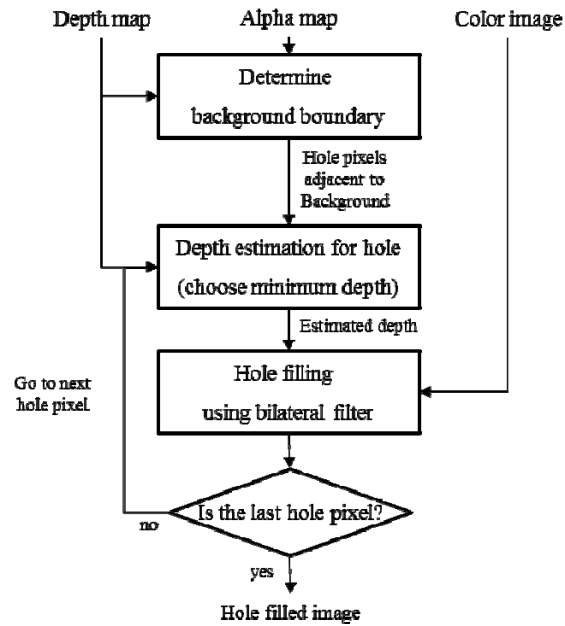 Depth map
Alpha map
Color image
Determine
background boundary
Hole pixels
adjacent to
Background
Depth estimation for hole
(choose minimum depth)
Estimated depth
Go to next
hole pixel
Hole filling
using bilateral filter
Is the last hole pixel?
no
yes
Hole filled image